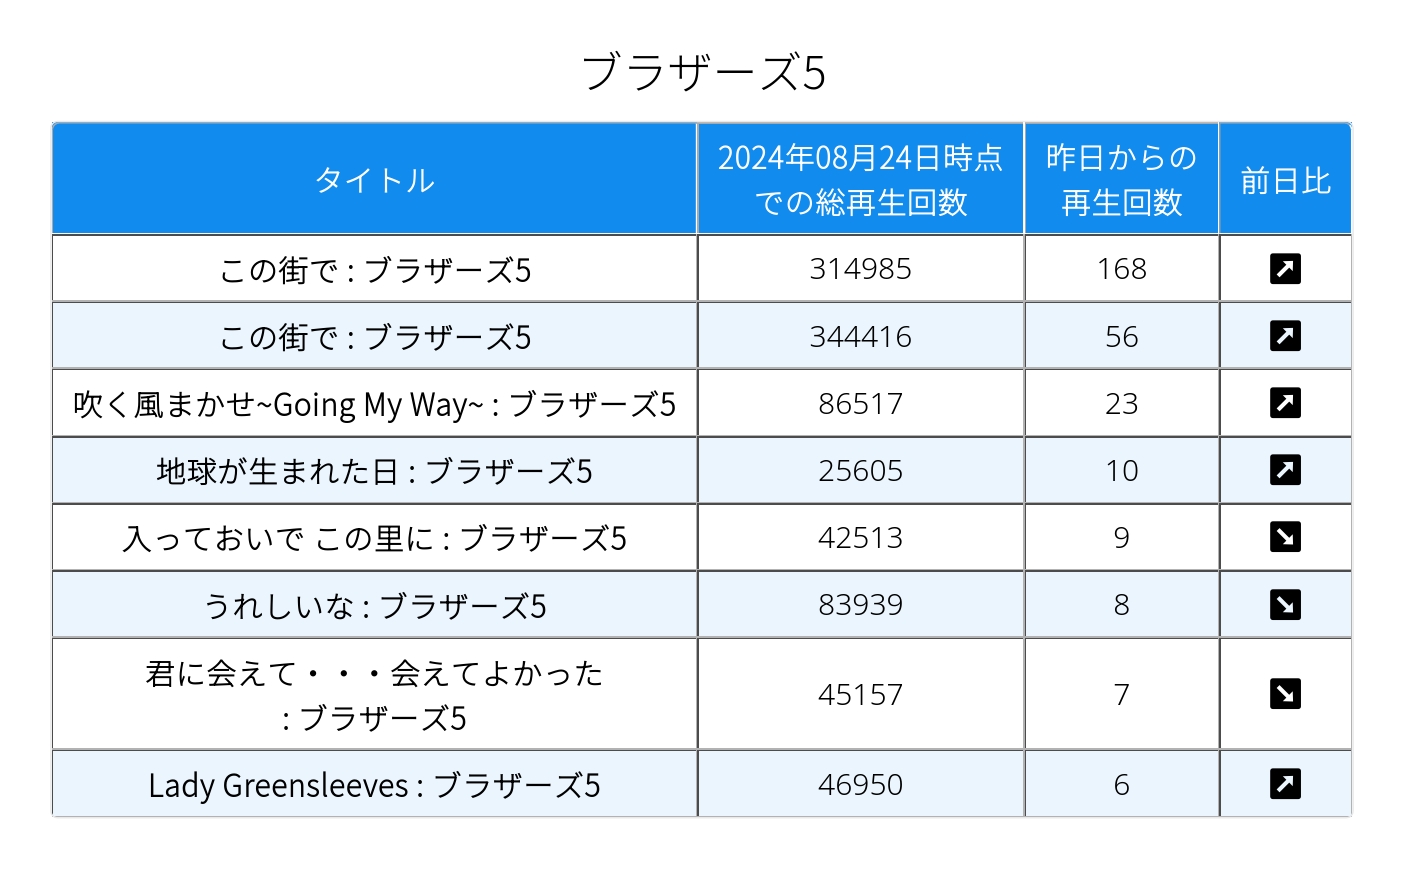 ブラザーズ5
タイトル
2024年08月24日時点
での総再生回数
昨日からの
再生回数
前日比
この街で : ブラザーズ5
314985
168
この街で : ブラザーズ5
344416
56
吹く風まかせ~Going My Way~ : ブラザーズ5
86517
23
地球が生まれた日 : ブラザーズ5
25605
10
入っておいで この里に : ブラザーズ5
42513
9
うれしいな : ブラザーズ5
83939
8
君に会えて・・・会えてよかった
: ブラザーズ5
45157
7
Lady Greensleeves : ブラザーズ5
46950
6